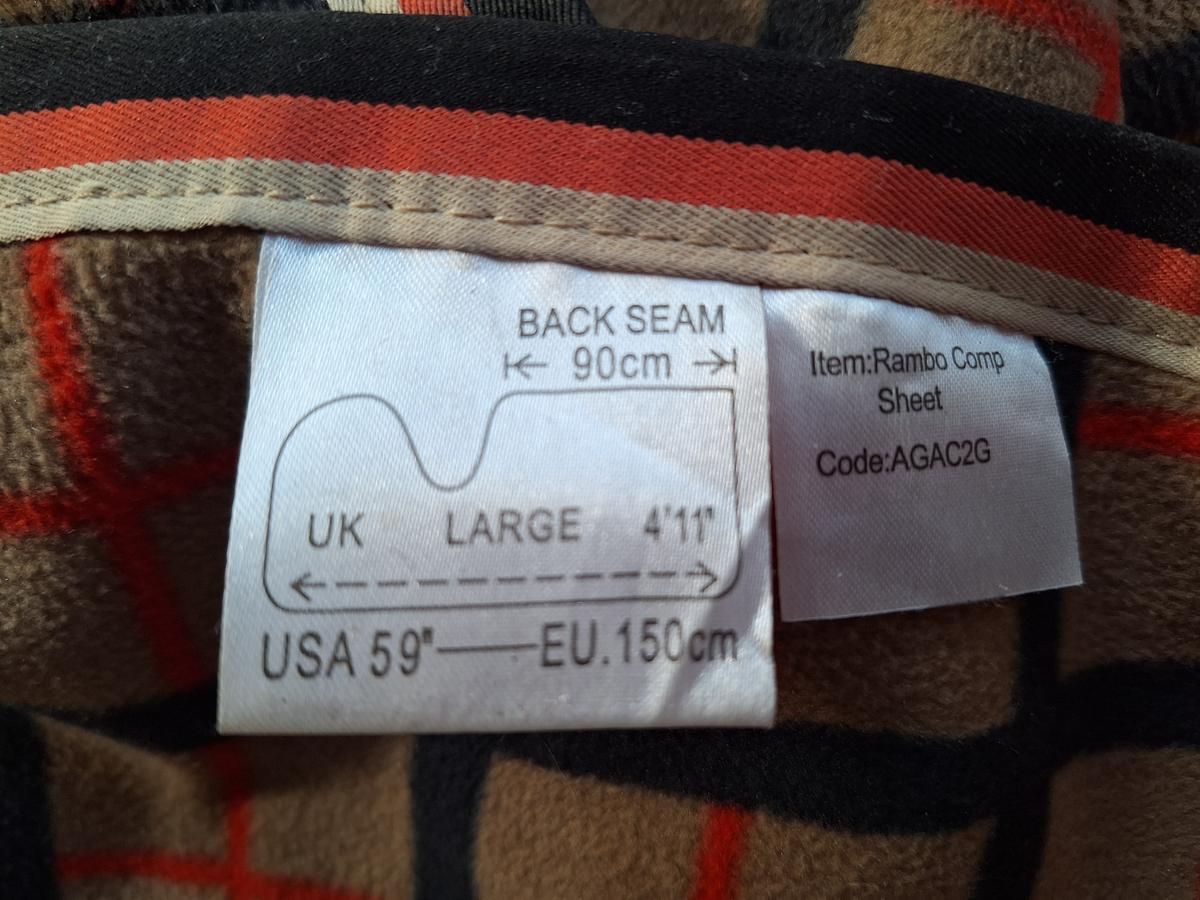 BACK SEAM
90cm
UK LARGE 4'11"
USA 59"——EU.150cm
Item:Rambo Comp
Sheet
Code:AGAC2G